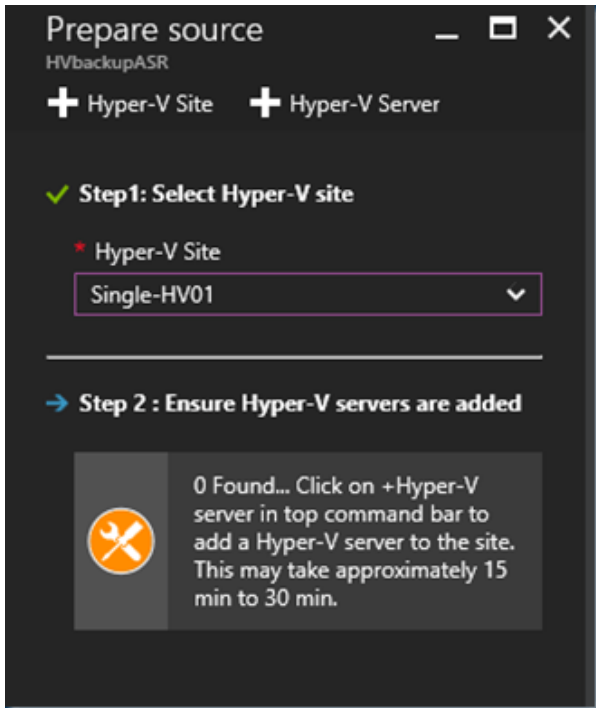 Prepare source
HVbackupASR
Hyper-V Site Hyper-V Server
Step1: Select Hyper-V site
* Hyper-V Site
Single-HV01
Step 2 : Ensure Hyper-V servers are added
0 Found... Click on +Hyper-V
server in top command bar to
add a Hyper-V server to the site.
This may take approximately 15
min to 30 min.